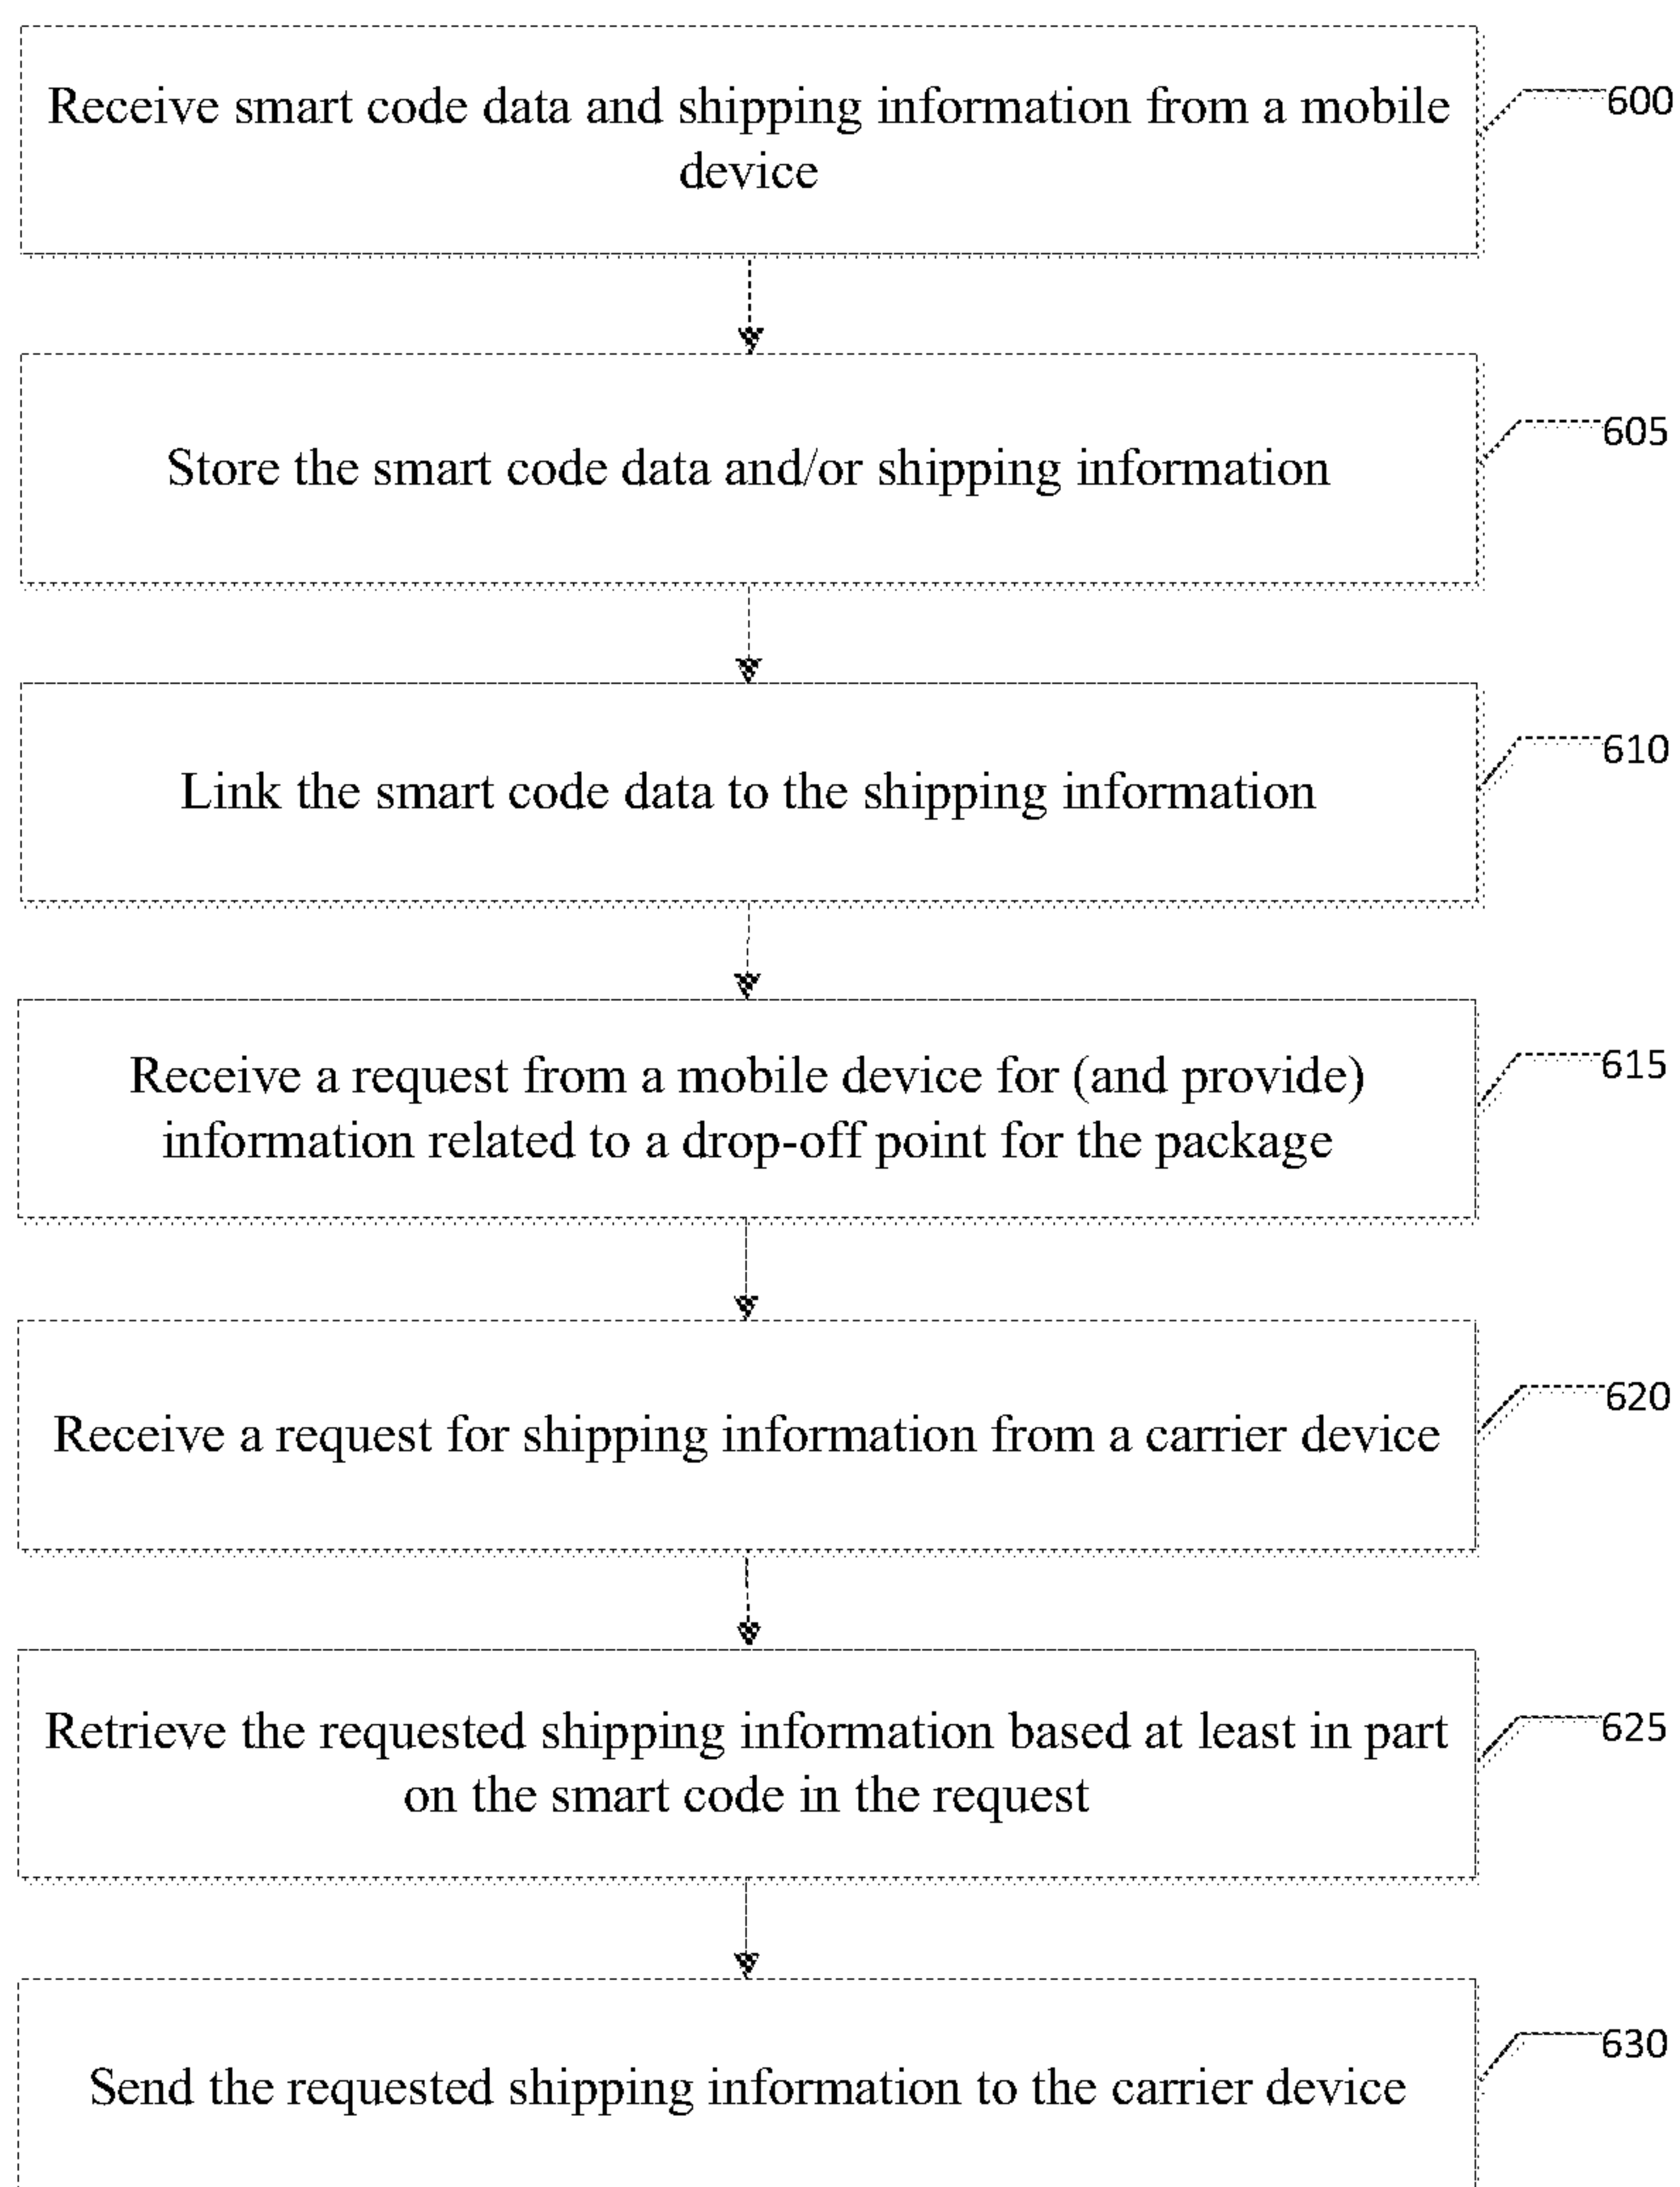 Receive smart code data and shipping information from a mobile
device
600
Store the smart code data and/or shipping information
605
Link the smart code data to the shipping information
610
Receive a request from a mobile device for (and provide)
information related to a drop-off point for the package
615
Receive a request for shipping information from a carrier device
620
Retrieve the requested shipping information based at least in part
on the smart code in the request
625
Send the requested shipping information to the carrier device
630